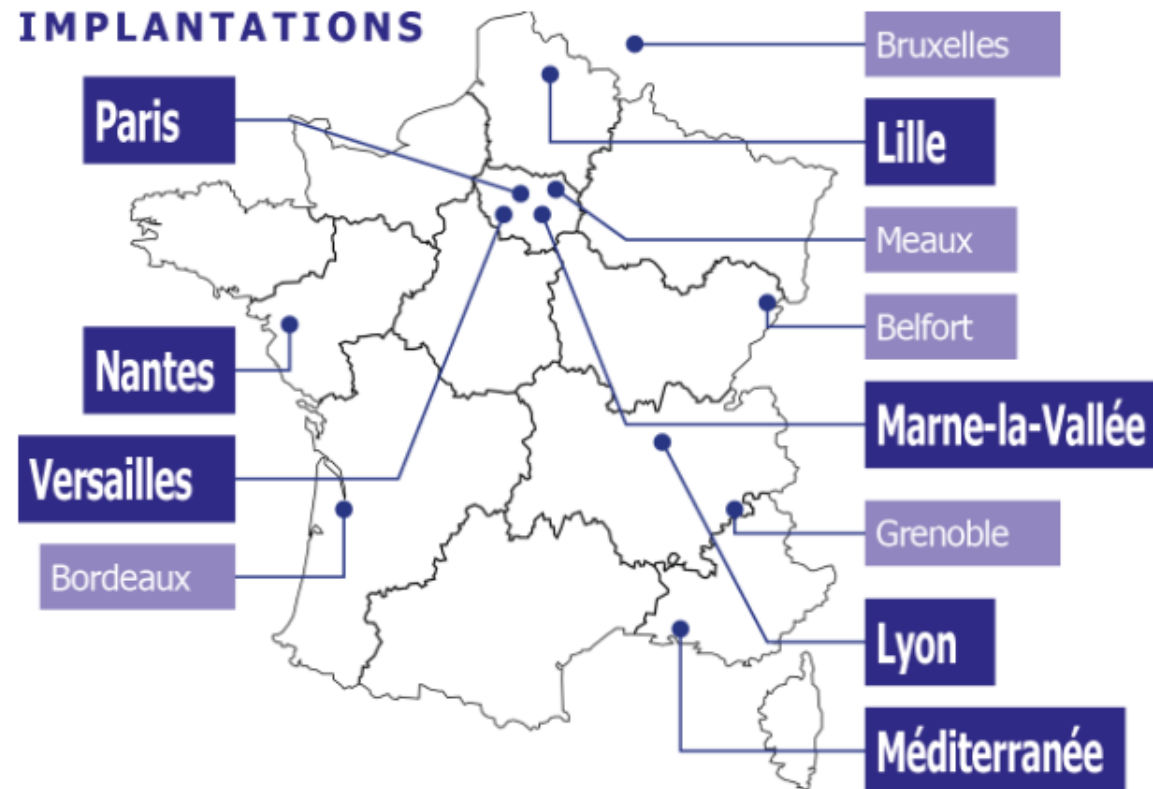 IMPLANTATIONS
Paris
Nantes
Versailles
Bordeaux
Bruxelles
Lille
Meaux
Belfort
Marne-la-Vallée
Grenoble
Lyon
Méditerranée